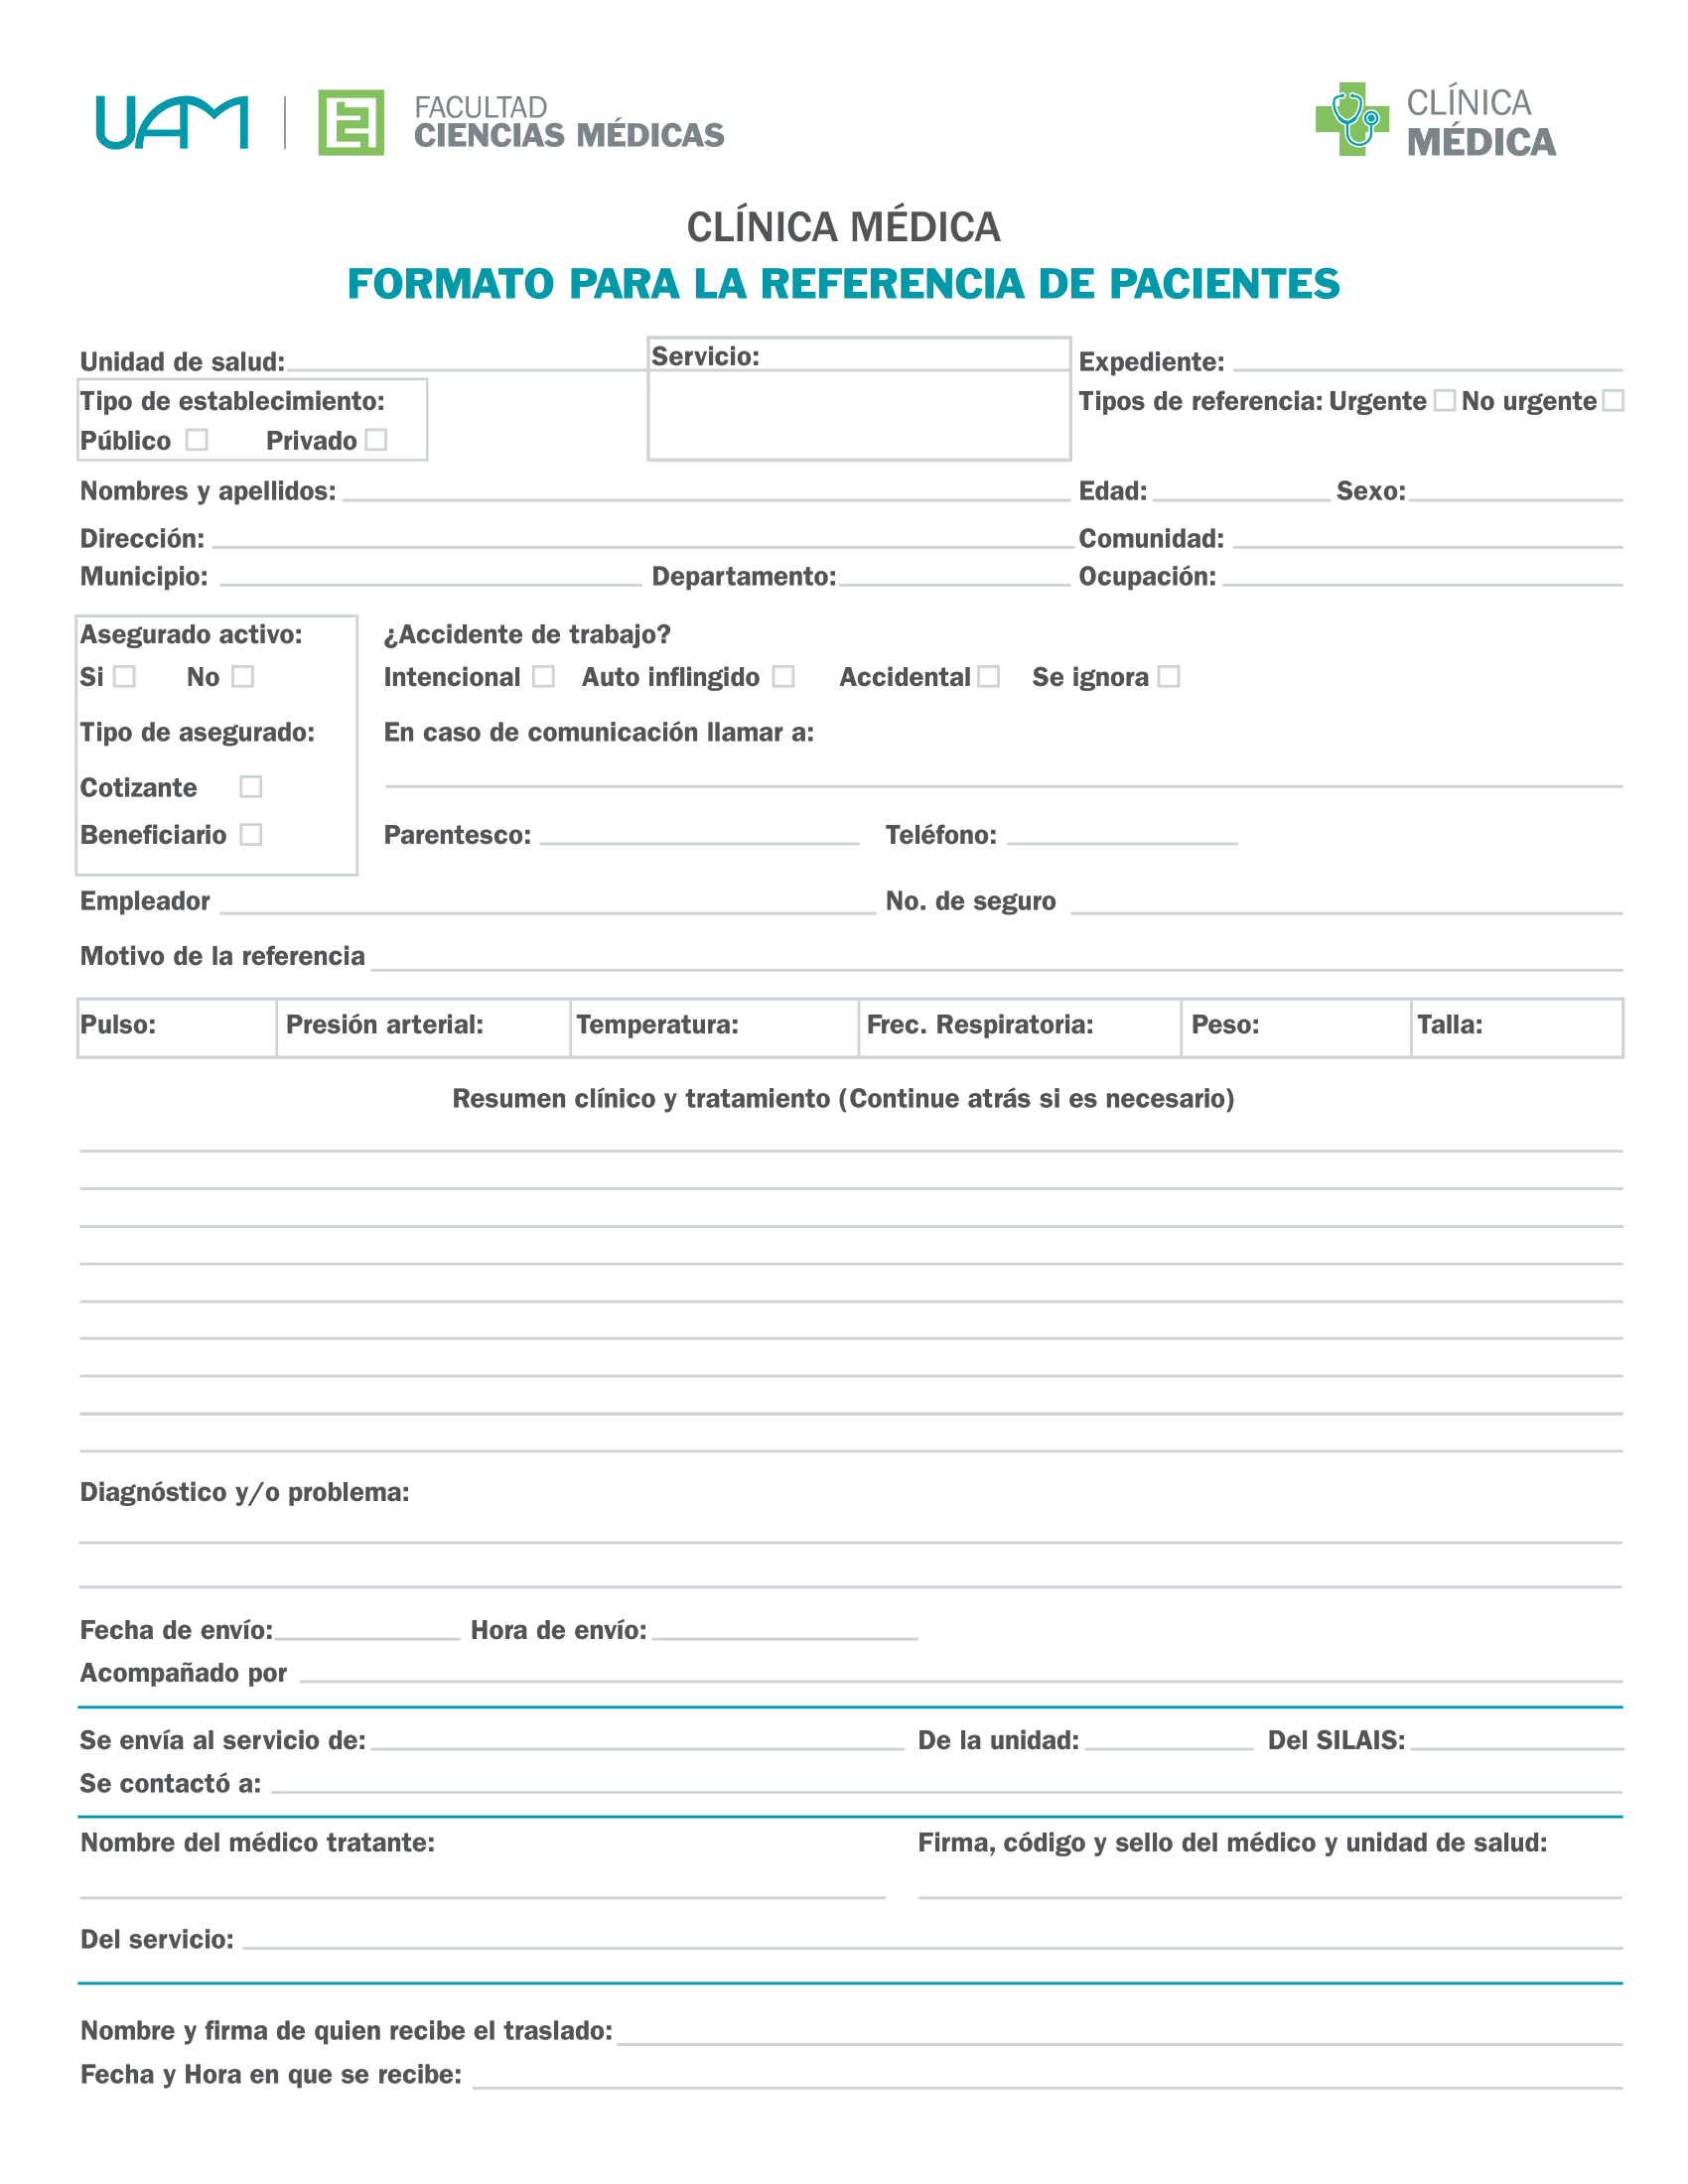 UAM
FACULTAD
CIENCIAS MÉDICAS
CLÍNICA
MÉDICA
CLÍNICA MÉDICA
FORMATO PARA LA REFERENCIA DE PACIENTES
Unidad de salud: Servicio: Expediente:
Tipo de establecimiento: Tipos de referencia: Urgente No urgente
Público Privado
Nombres y apellidos: Edad: Sexo:
Dirección: Comunidad:
Municipio: Departamento: Ocupación:
Asegurado activo: ¿Accidente de trabajo?
Si No Intencional Auto inflingido Accidental Se ignora
Tipo de asegurado: En caso de comunicación llamar a:
Cotizante
Beneficiario Parentesco: Teléfono:
Empleador No. de seguro
Motivo de la referencia
Pulso: Presión arterial: Temperatura: Frec. Respiratoria: Peso: Talla:
Resumen clínico y tratamiento (Continue atrás si es necesario)
Diagnóstico y/o problema:
Fecha de envío: Hora de envío:
Acompañado por
Se envía al servicio de: De la unidad: Del SILAIS:
Se contactó a:
Nombre del médico tratante: Firma, código y sello del médico y unidad de salud:
Del servicio:
Nombre y firma de quien recibe el traslado:
Fecha y Hora en que se recibe: